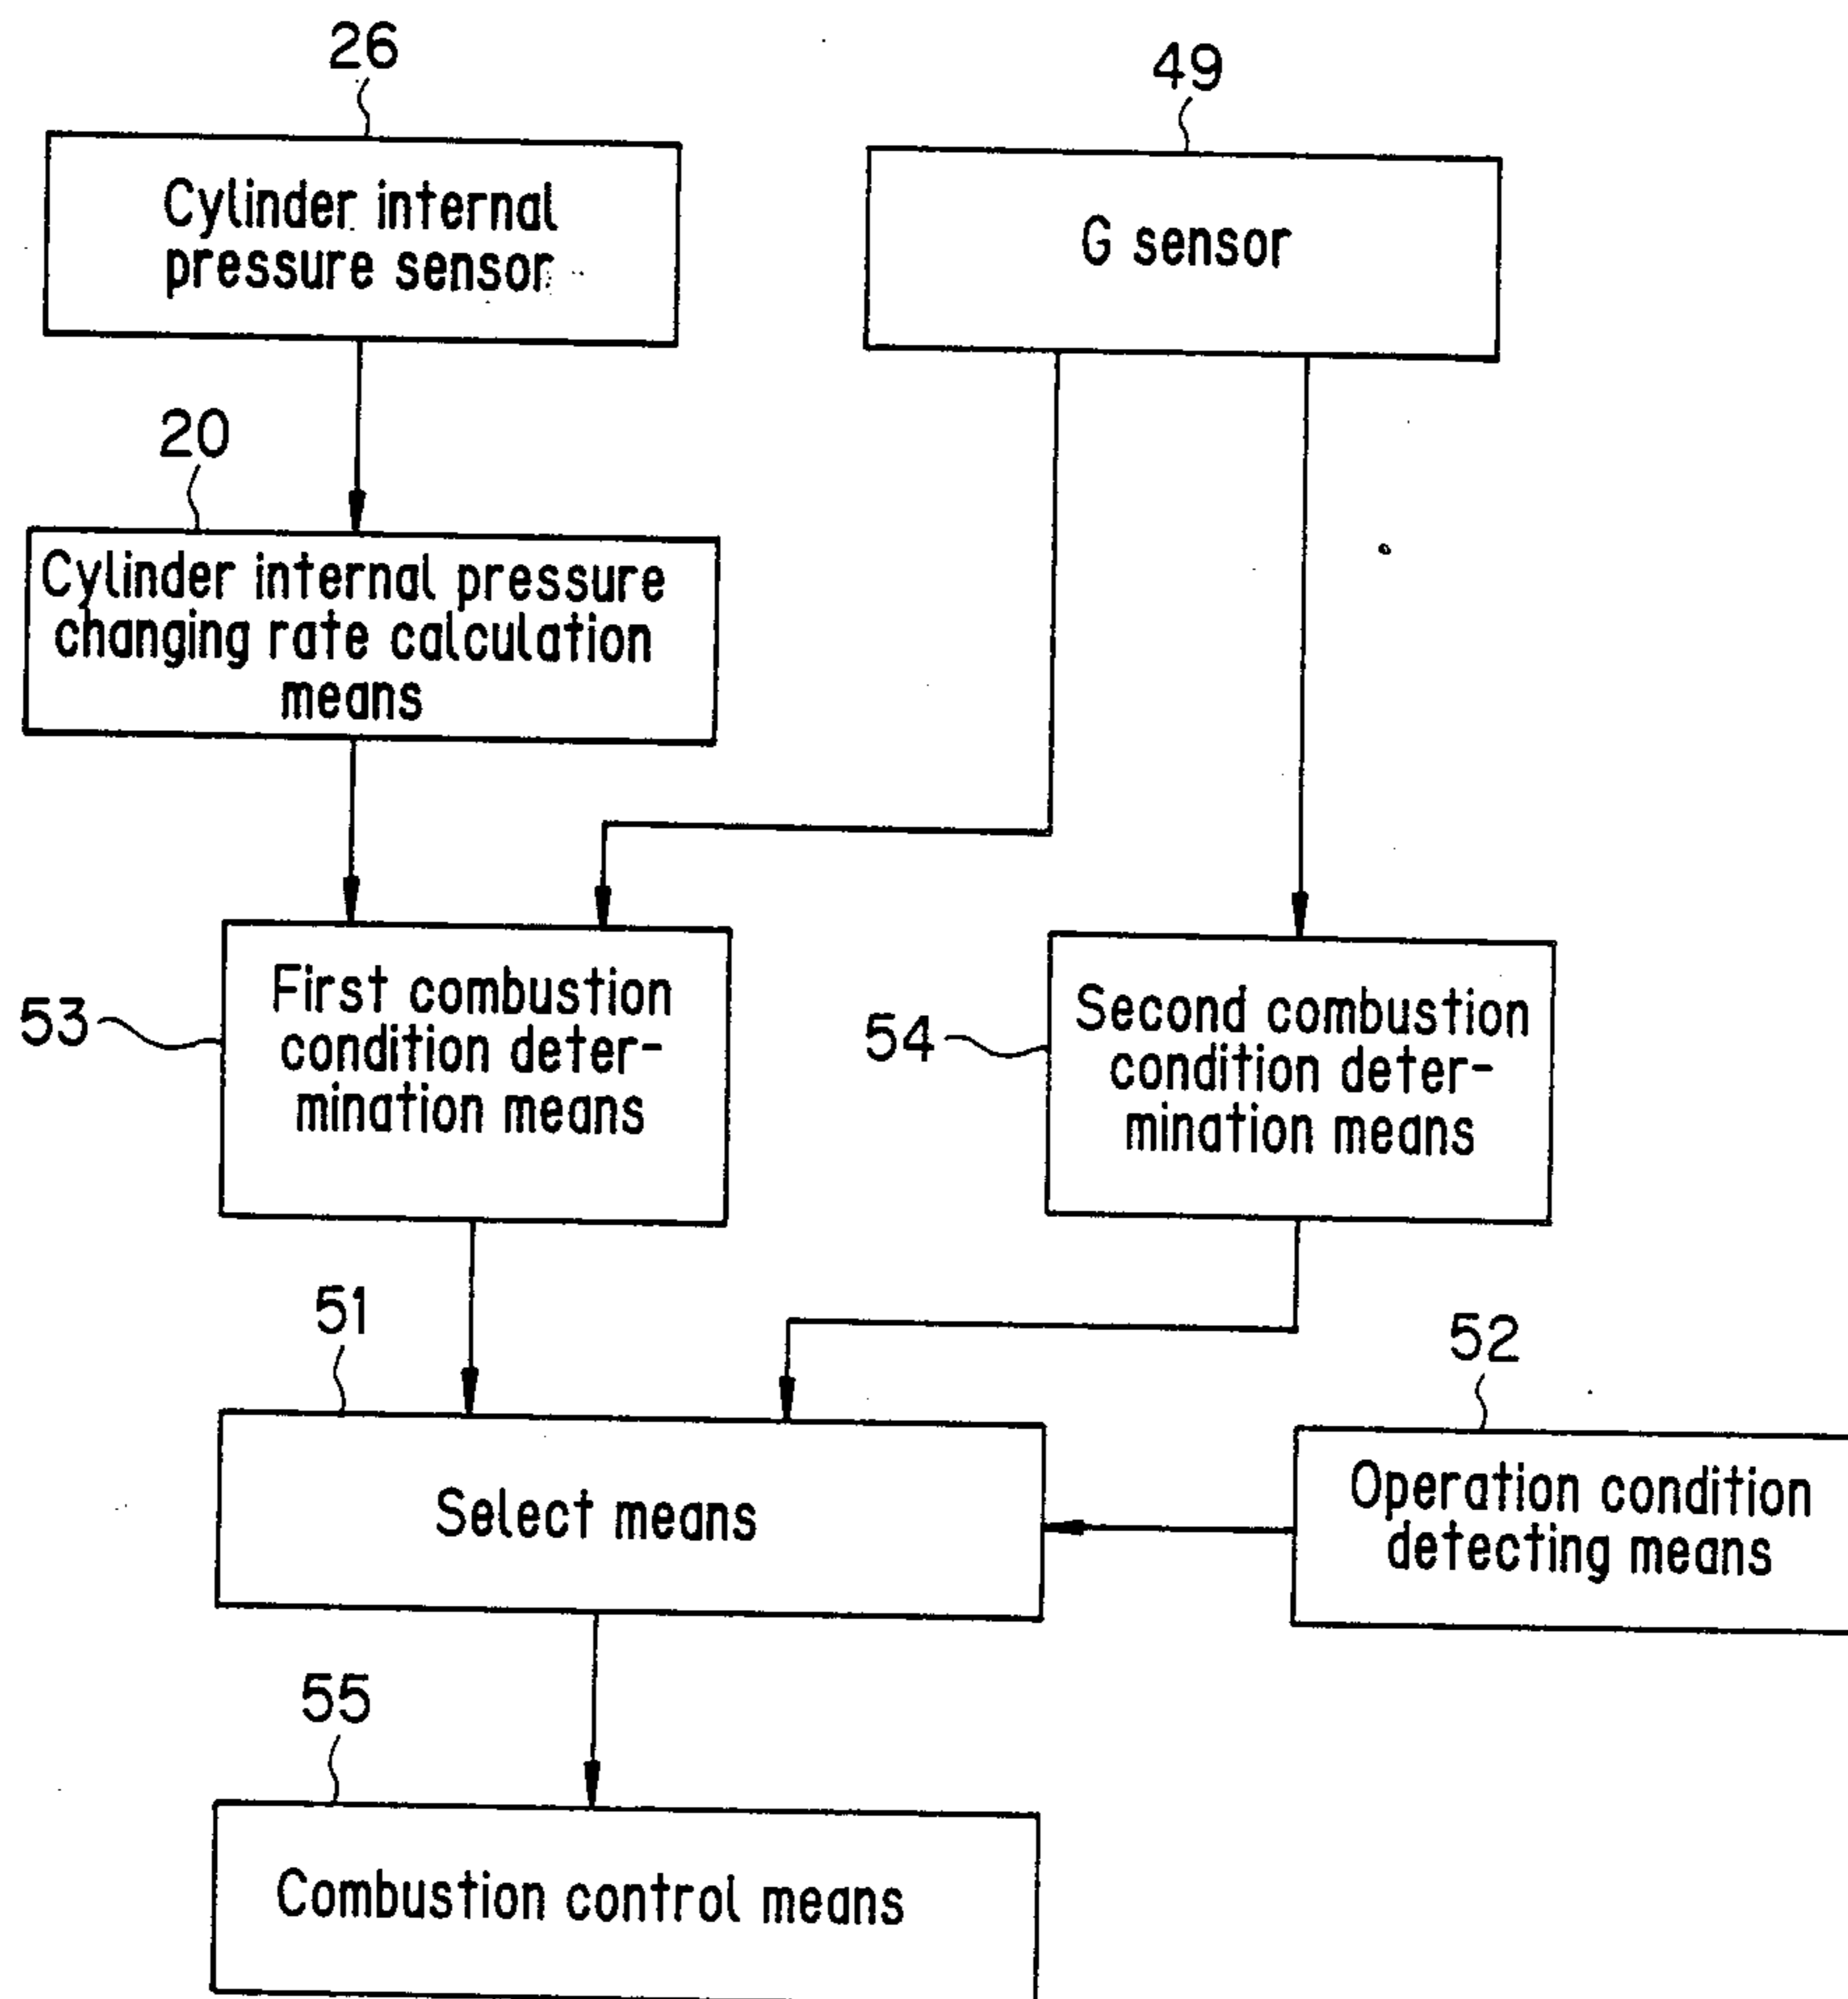 26
49
Cylinder internal
pressure sensor
G sensor
20
Cylinder internal pressure
changing rate calculation
means
53
First combustion
condition deter-
mination means
54
Second combustion
condition deter-
mination means
51
52
Select means
Operation condition
detecting means
55
Combustion control means